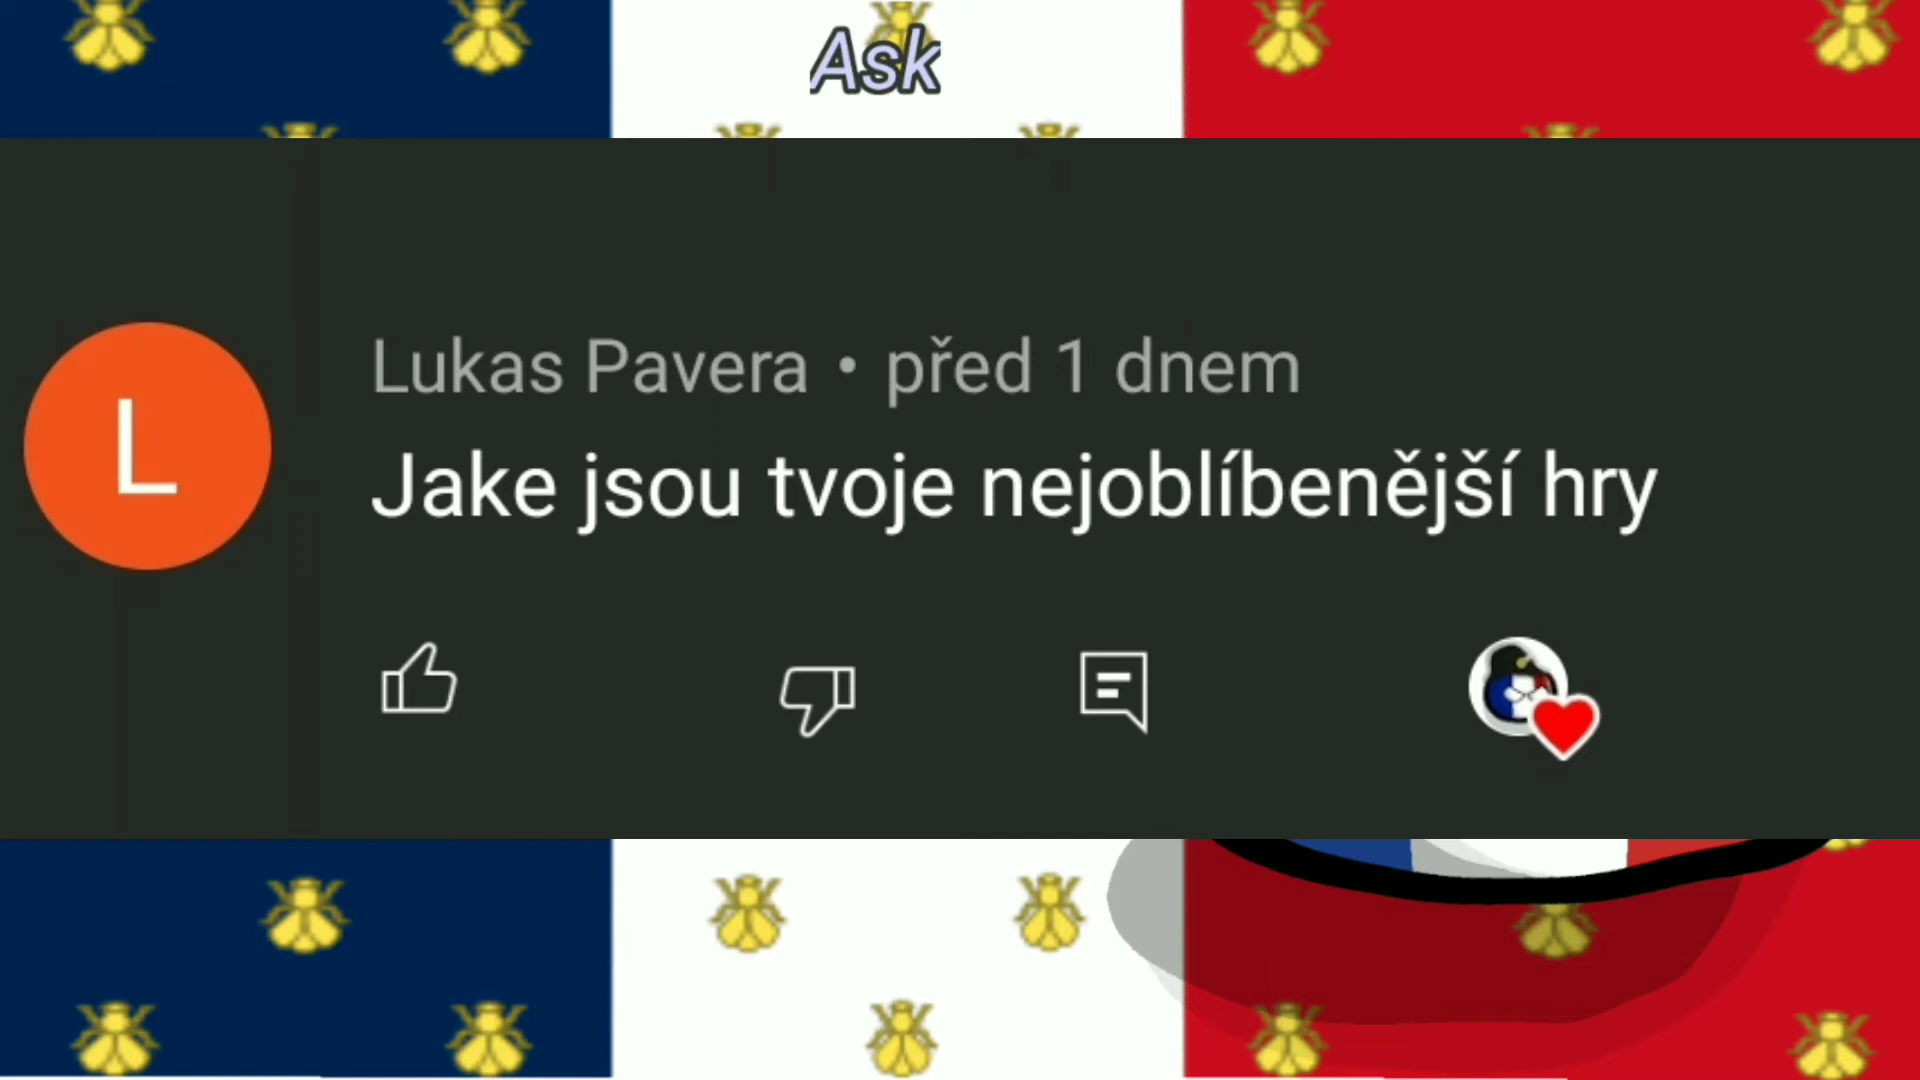 Ask
L
Lukas Pavera • před 1 dnem
Jake jsou tvoje nejoblíbenější hry